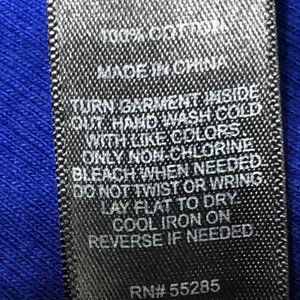 100% COTTON
MADE IN CHINA
TURN GARMENT INSIDE
OUT. HAND WASH COLD
WITH LIKE COLORS.
ONLY NON-CHLORINE
BLEACH WHEN NEEDED.
DO NOT TWIST OR WRING.
LAY FLAT TO DRY.
COOL IRON ON
REVERSE IF NEEDED.
RN# 55285